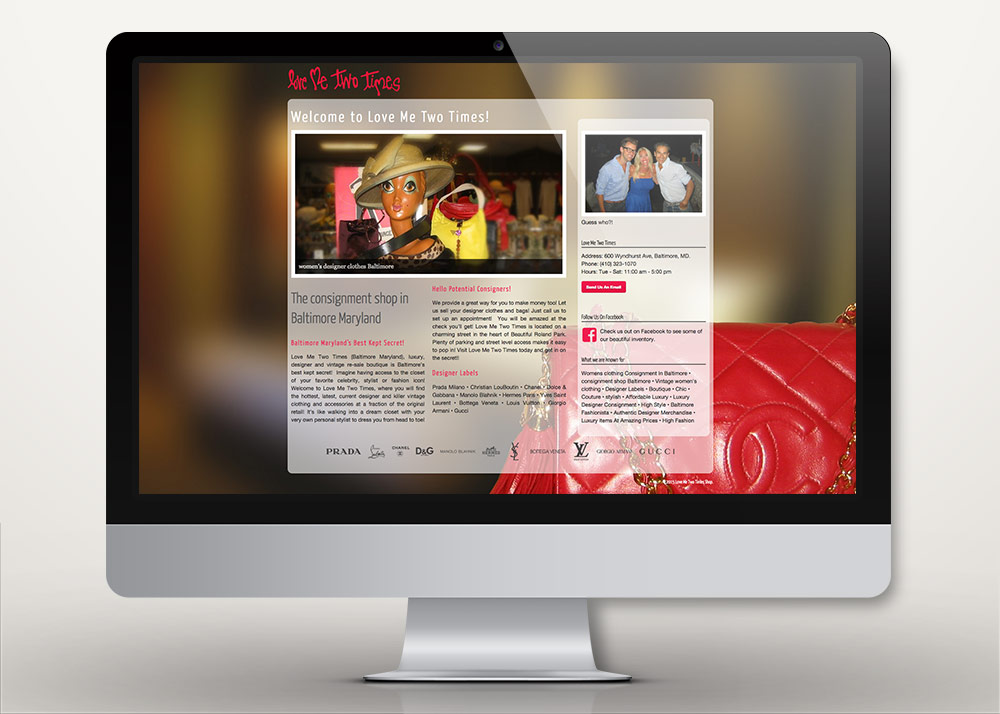 Love Me Two Times
Welcome to Love Me Two Times!
women's designer clothes Baltimore
The consignment shop in
Baltimore Maryland
Baltimore Maryland's Best Kept Secret!
Love Me Two Times (Baltimore Maryland), luxury,
designer and vintage re-sale boutique is Baltimore's
best kept secret! Imagine having access to the closet
of your favorite celebrity, stylist or fashion icon!
Welcome to Love Me Two Times, where you will find
the hottest, latest, current designer and killer vintage
clothing and accessories at a fraction of the original
retail! It's like walking into a dream closet with your
very own personal stylist to dress you from head to toe!
Hello Potential Consigners!
We provide a great way for you to make money too! Let
us sell your designer clothes and bags! Just call us to
set up an appointment! You will be amazed at the
check you'll get! Love Me Two Times is located on a
charming street in the heart of Beautiful Roland Park.
Plenty of parking and street level access makes it easy
to pop in! Visit Love Me Two Times today and get in on
the secret!!
Designer Labels
Prada Milano • Christian LouBoutin • Chanel • Dolce &
Gabbana • Manolo Blahnik • Hermes Paris • Yves Saint
Laurent • Bottega Veneta • Louis Vuitton • Giorgio
Armani • Gucci
Guess who?!
Love Me Two Times
Address: 600 Wyndhurst Ave, Baltimore, MD.
Phone: (410) 323-1070
Hours: Tue - Sat: 11:00 am - 5:00 pm
Send Us An Email
Follow Us On Facebook
Check us out on Facebook to see some of
our beautiful inventory.
What we are known for
Womens clothing Consignment In Baltimore •
consignment shop Baltimore • Vintage women's
clothing • Designer Labels • Boutique • Chic •
Couture • stylish • Affordable Luxury • Luxury
Designer Consignment • High Style • Baltimore
Fashionista • Authentic Designer Merchandise •
Luxury Items At Amazing Prices • High Fashion
PRADA CHANEL D&G MANOLO BLAHNIK HERMES PARIS YSL BOTTEGA VENETA LV GIORGIO ARMANI GUCCI
Love Me Two Times Shop.